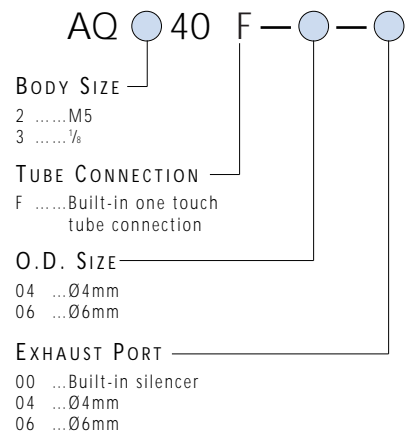 AQ 40 F — —
BODY SIZE
2 ......M5
3 ......⅛
TUBE CONNECTION
F ......Built-in one touch
tube connection
O.D. SIZE
04 ...Ø4mm
06 ...Ø6mm
EXHAUST PORT
00 ...Built-in silencer
04 ...Ø4mm
06 ...Ø6mm